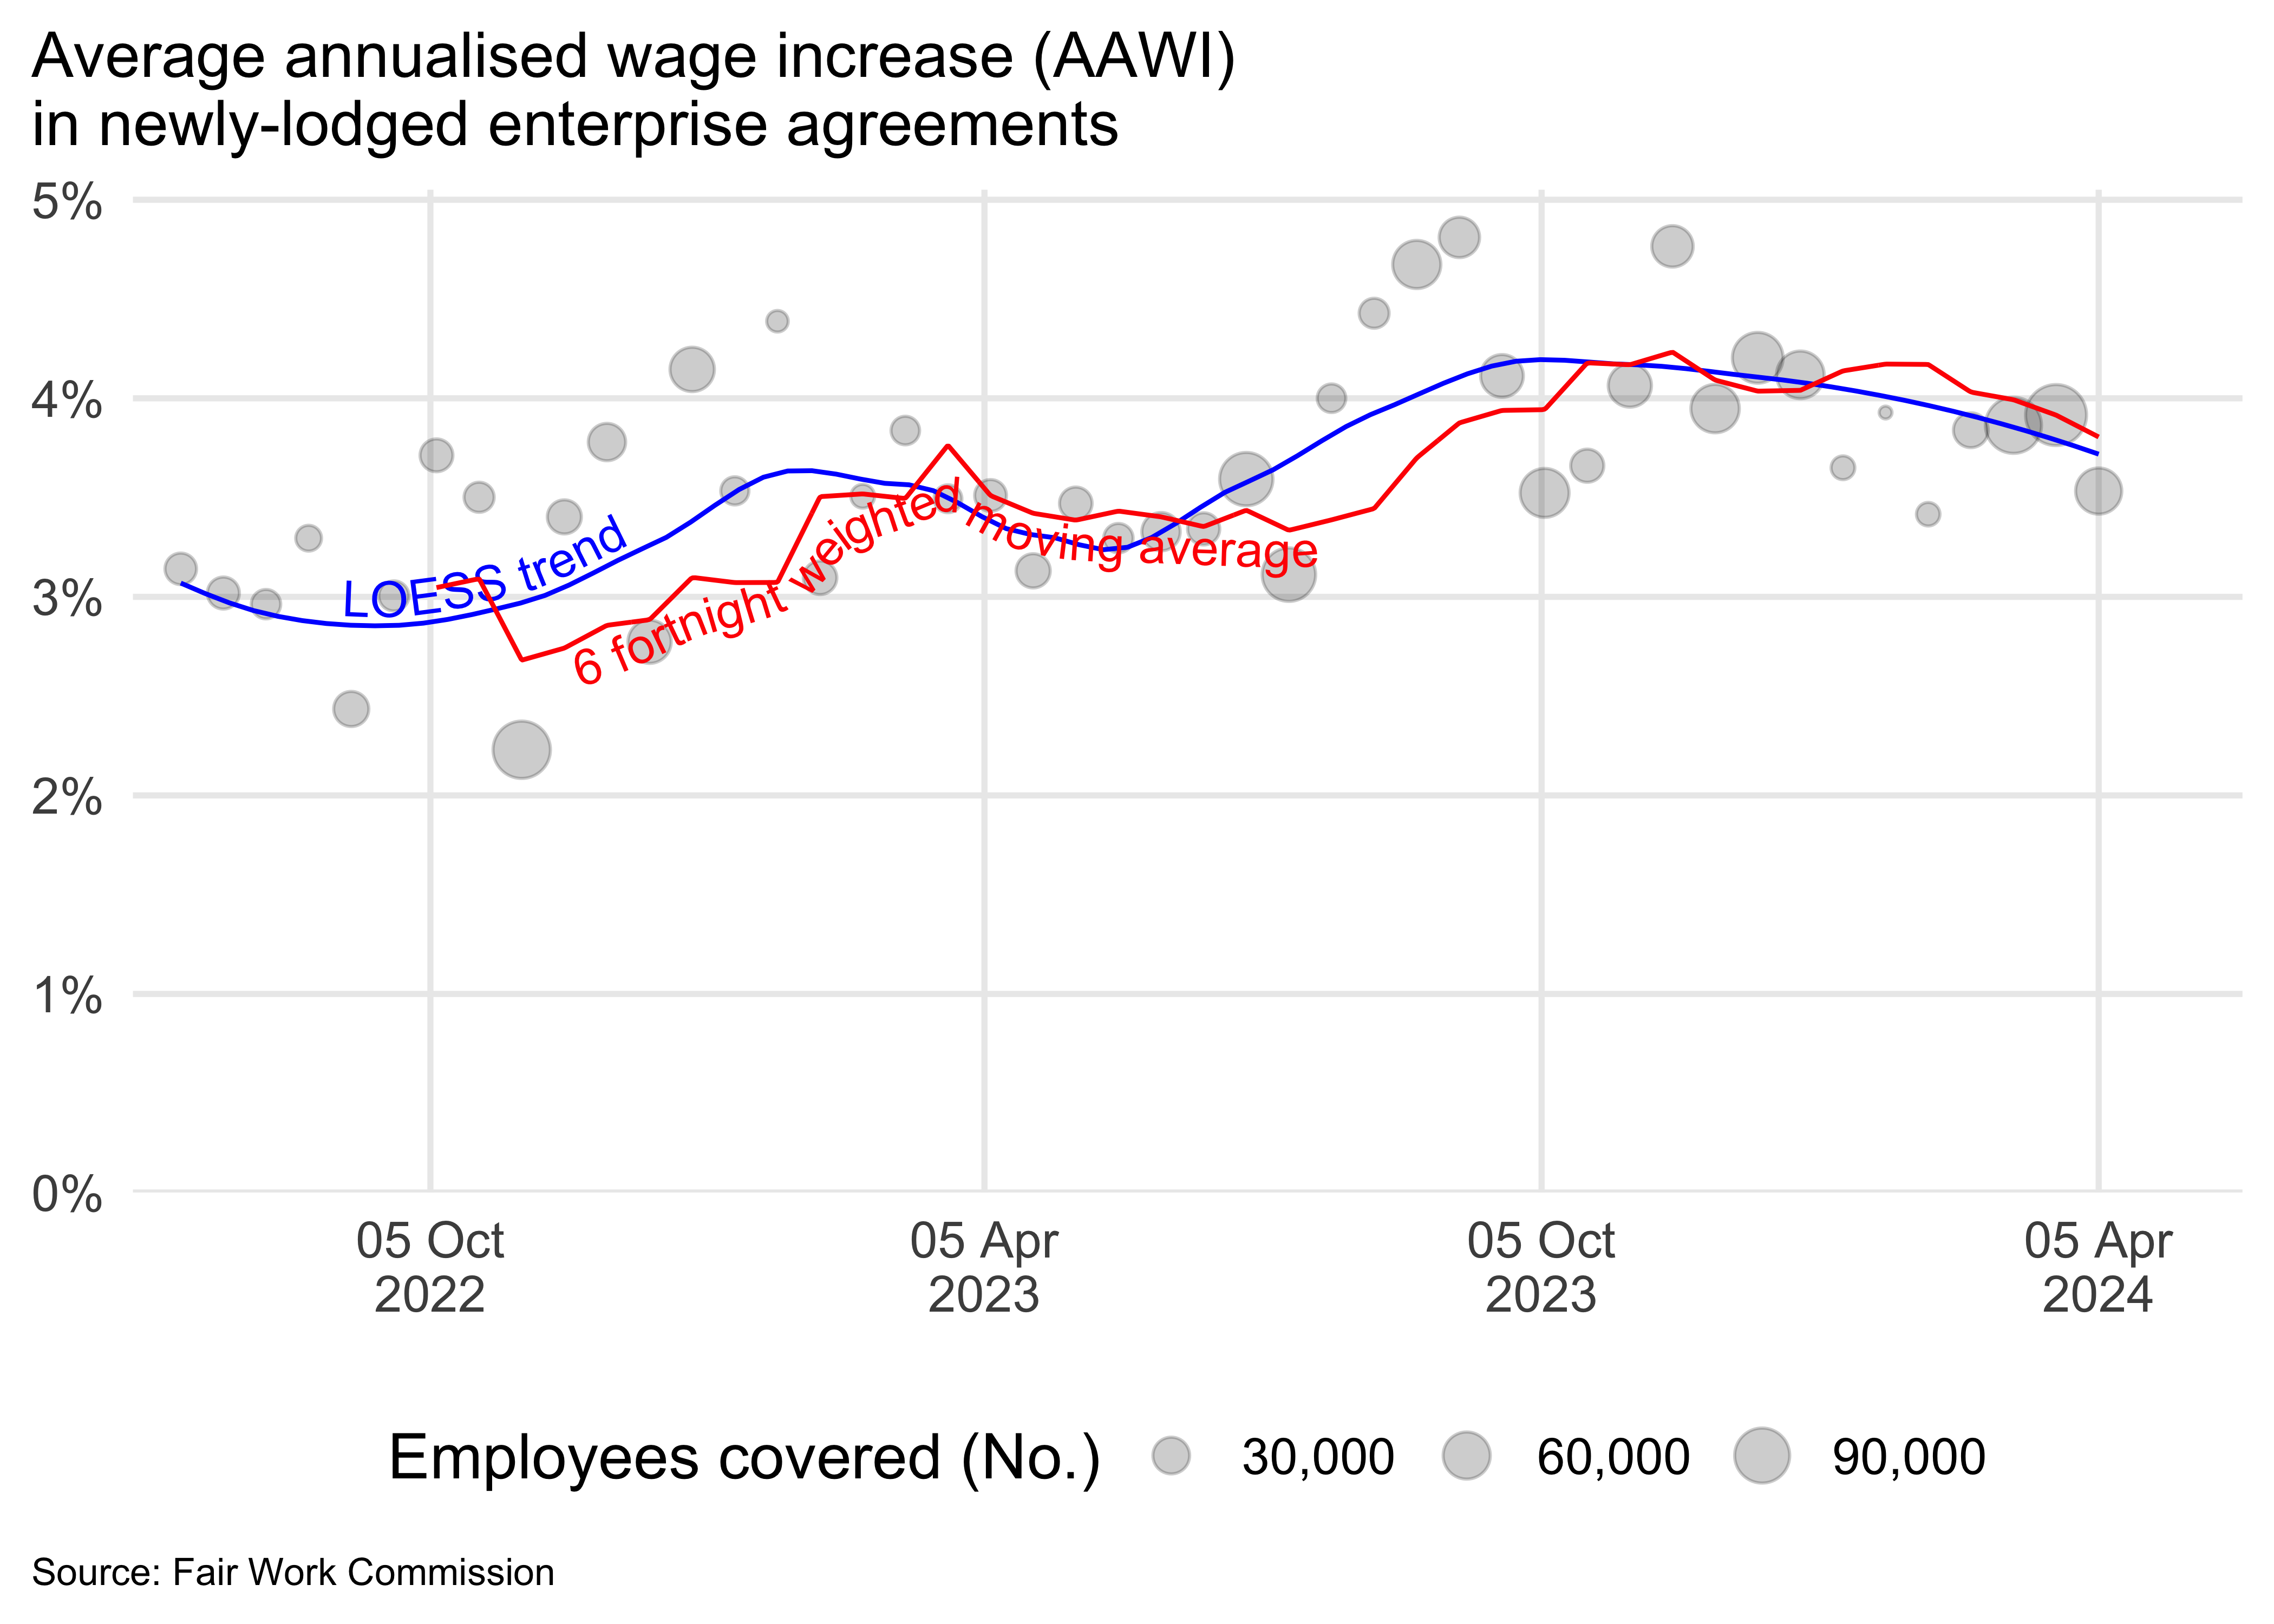 Average annualised wage increase (AAWI)
in newly-lodged enterprise agreements
5%
4%
3%
2%
1%
0%
LOESS trend
6 fortnight weighted moving average
05 Oct
2022
05 Apr
2023
05 Oct
2023
05 Apr
2024
Employees covered (No.)
30,000
60,000
90,000
Source: Fair Work Commission